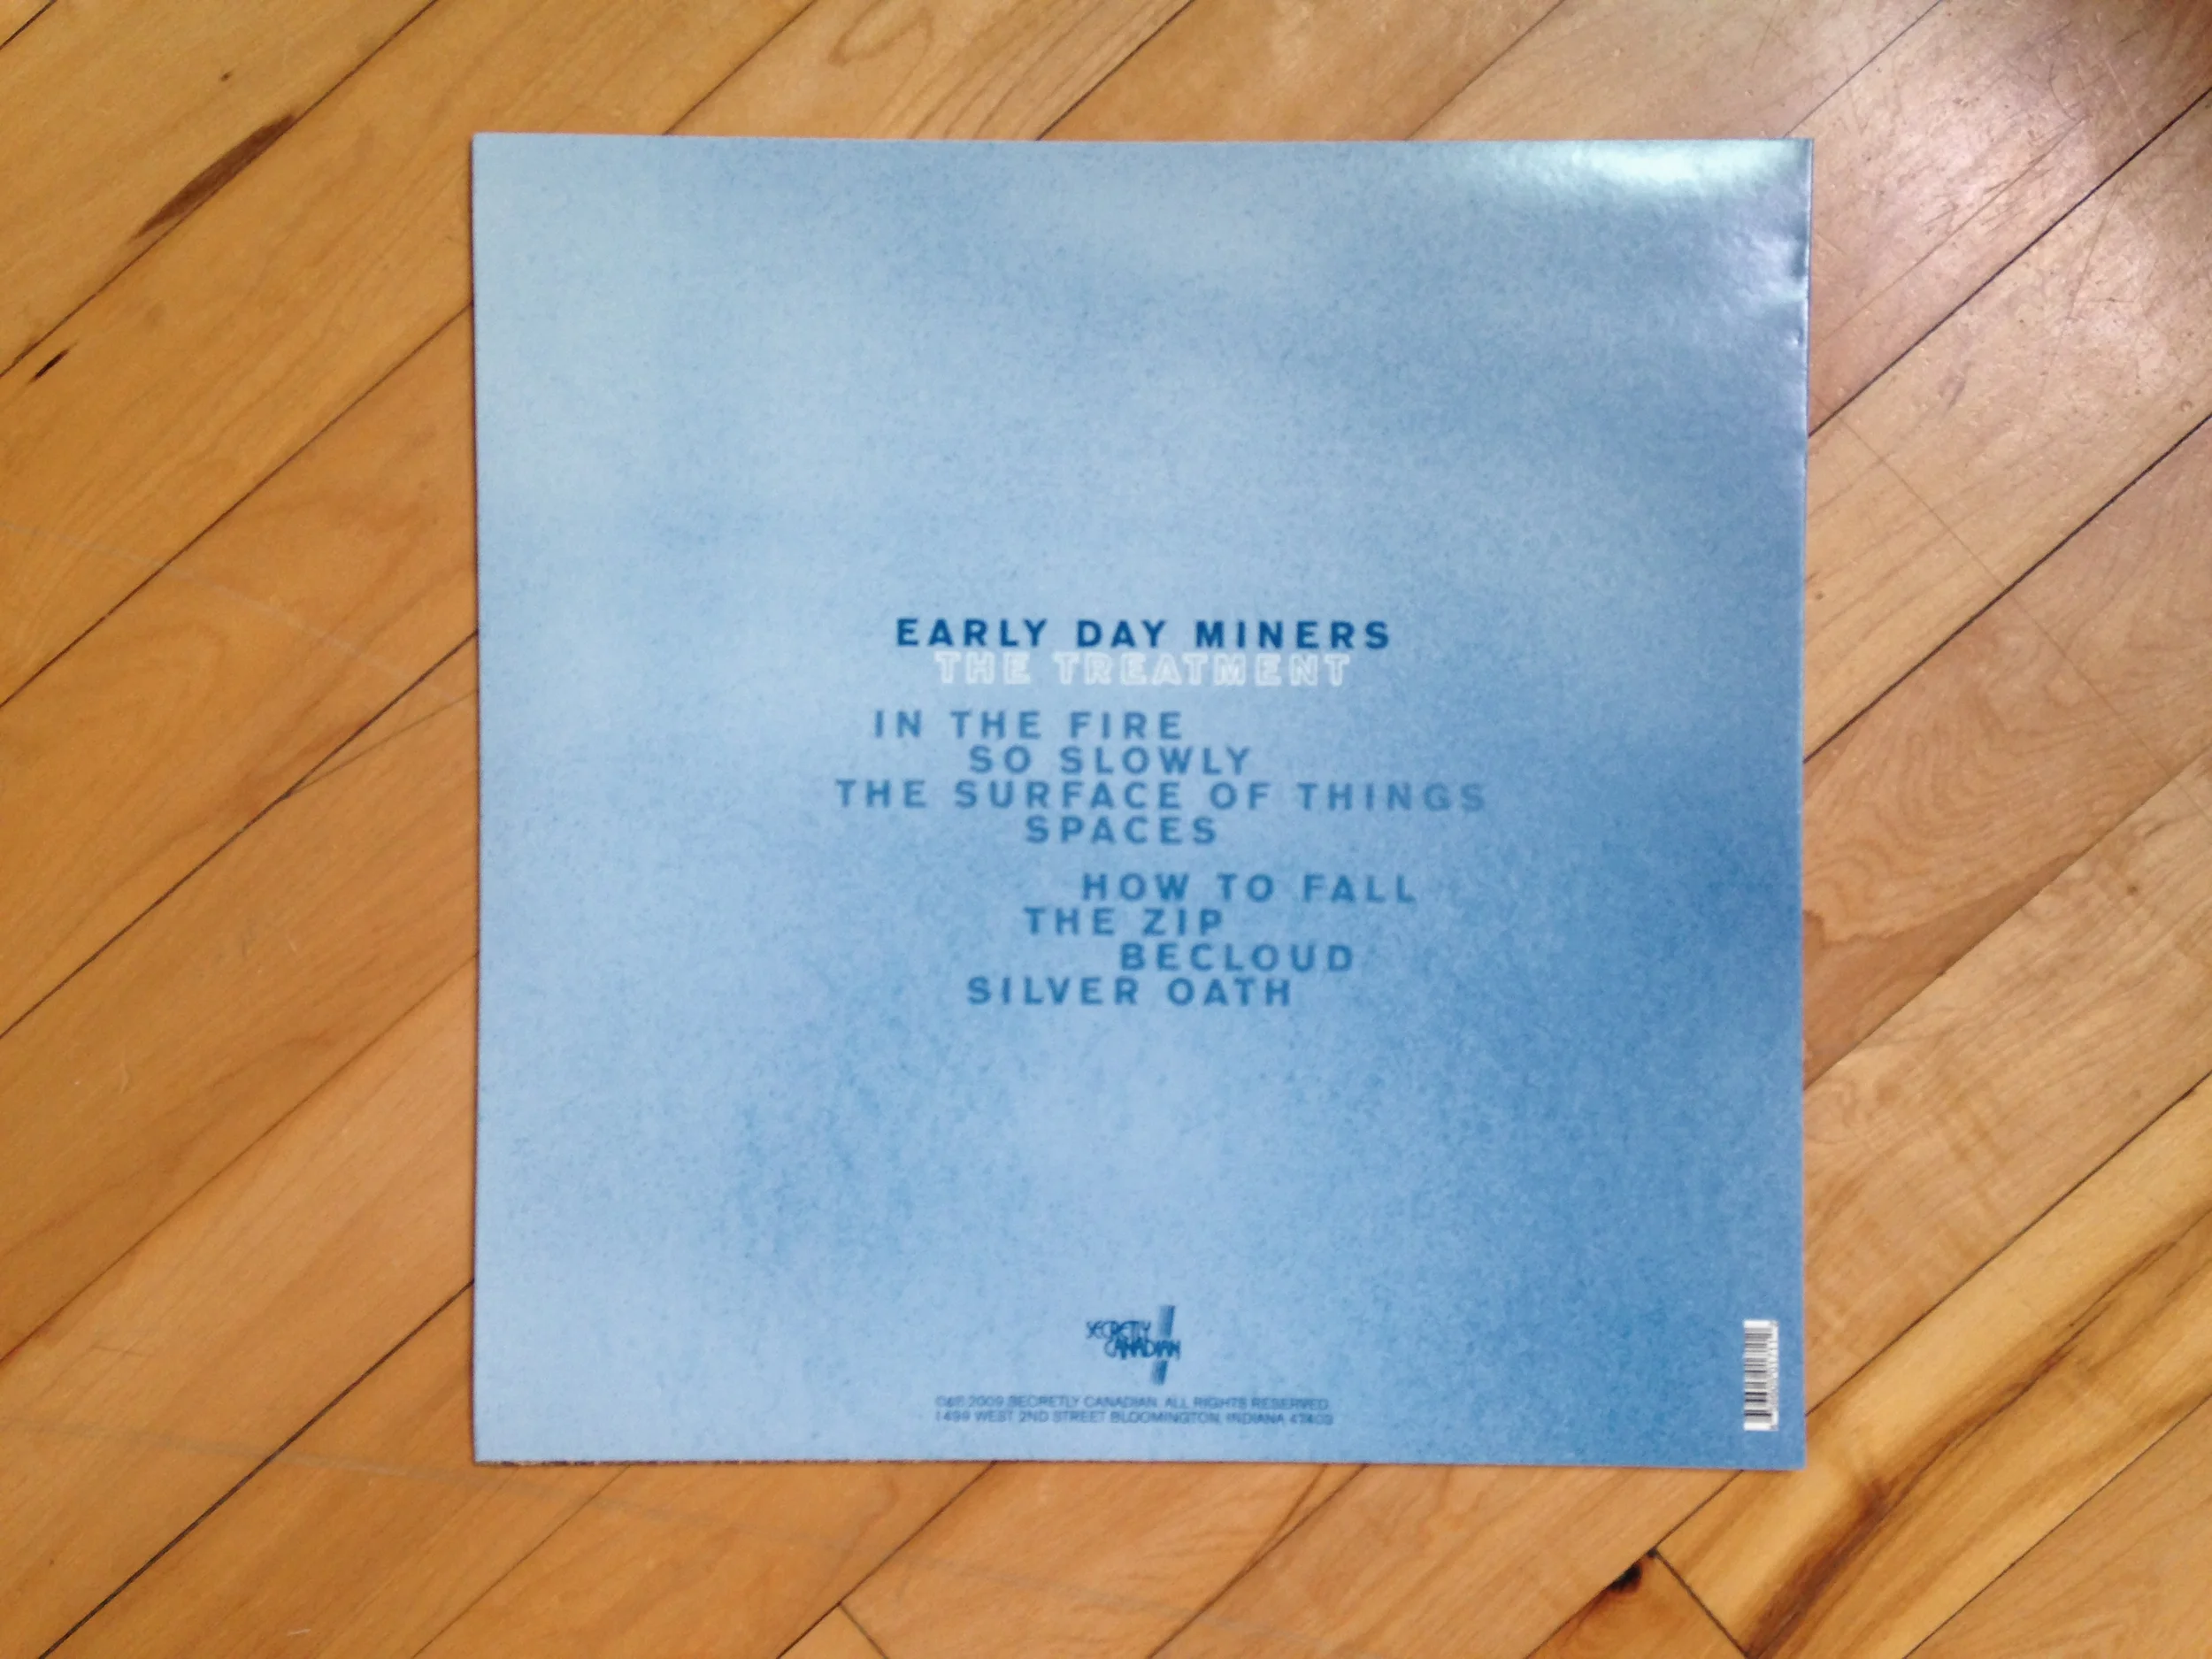 EARLY DAY MINERS
THE TREATMENT
IN THE FIRE
SO SLOWLY
THE SURFACE OF THINGS
SPACES
HOW TO FALL
THE ZIP
BECLOUD
SILVER OATH
SECRETLY
CANADIAN
2009 SECRETLY CANADIAN. ALL RIGHTS RESERVED.
1499 WEST 2ND STREET BLOOMINGTON, INDIANA 47403